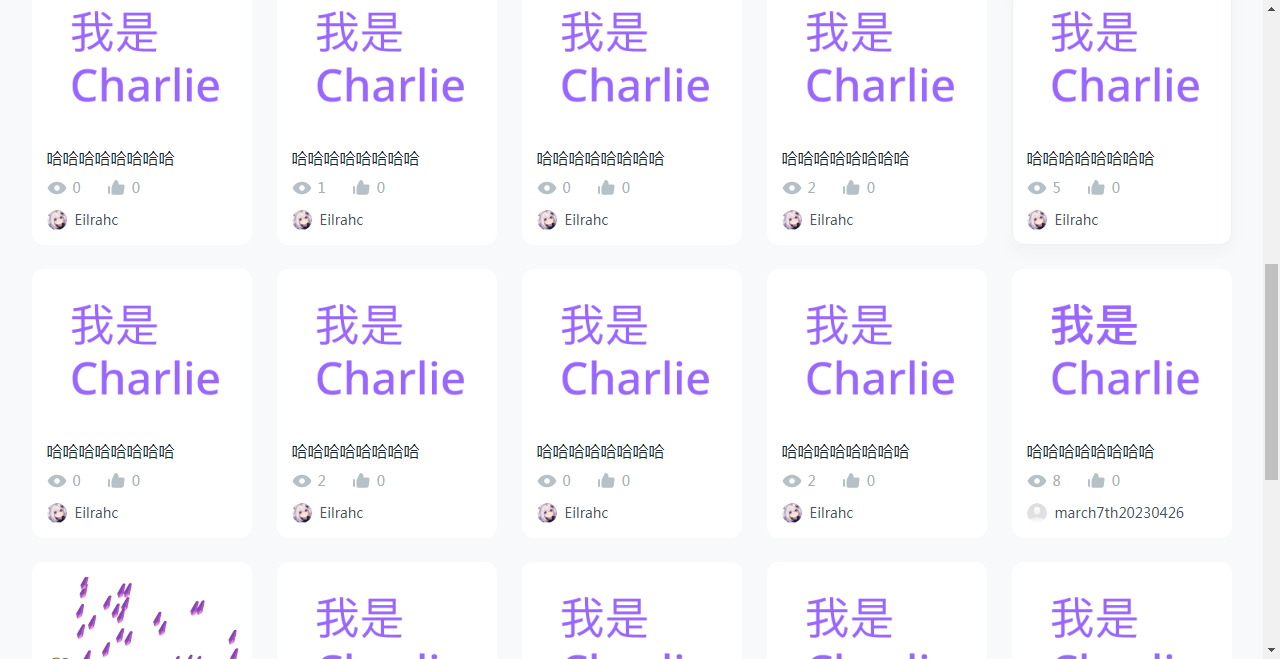 我是 我是 我是 我是 我是
Charlie Charlie Charlie Charlie Charlie
哈哈哈哈哈哈哈哈 哈哈哈哈哈哈哈哈 哈哈哈哈哈哈哈哈 哈哈哈哈哈哈哈哈 哈哈哈哈哈哈哈哈
0 0 1 0 0 0 2 0 5 0
Eilrahc Eilrahc Eilrahc Eilrahc Eilrahc
我是 我是 我是 我是 我是
Charlie Charlie Charlie Charlie Charlie
哈哈哈哈哈哈哈哈 哈哈哈哈哈哈哈哈 哈哈哈哈哈哈哈哈 哈哈哈哈哈哈哈哈 哈哈哈哈哈哈哈哈
0 0 2 0 0 0 2 0 8 0
Eilrahc Eilrahc Eilrahc Eilrahc march7th20230426
我是 我是 我是 我是
Charlie Charlie Charlie Charlie